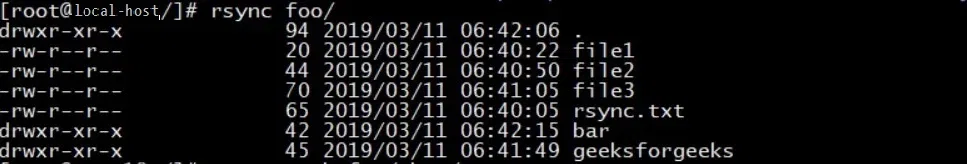 [root@local-host,/]# rsync foo/
drwxr-xr-x 94 2019/03/11 06:42:06 .
-rw-r--r-- 20 2019/03/11 06:40:22 file1
-rw-r--r-- 44 2019/03/11 06:40:50 file2
-rw-r--r-- 70 2019/03/11 06:41:05 file3
-rw-r--r-- 65 2019/03/11 06:40:05 rsync.txt
drwxr-xr-x 42 2019/03/11 06:42:15 bar
drwxr-xr-x 45 2019/03/11 06:41:49 geeksforgeeks